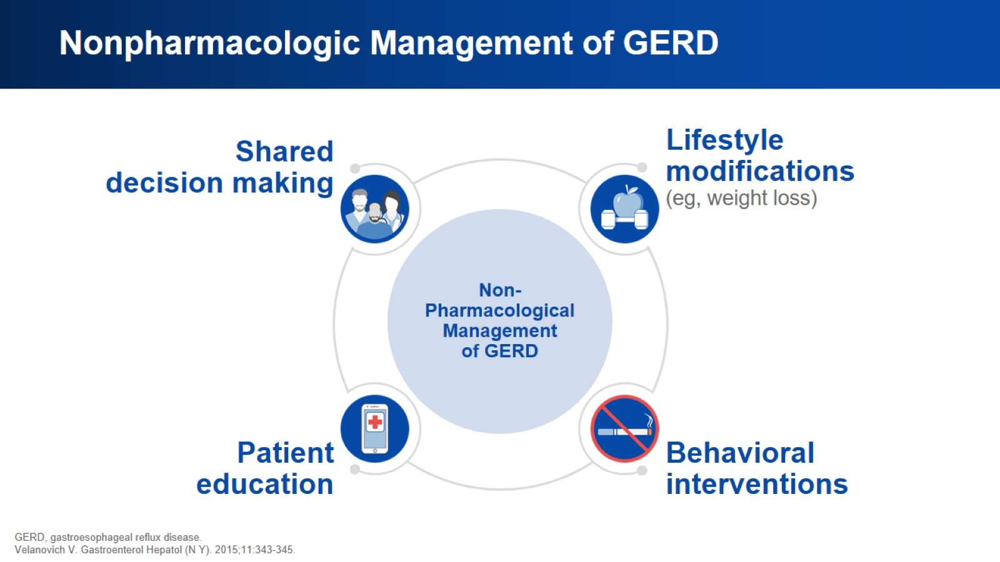 Nonpharmacologic Management of GERD
Shared
decision making
Lifestyle
modifications
(eg, weight loss)
Non-
Pharmacological
Management
of GERD
Patient
education
Behavioral
interventions
GERD, gastroesophageal reflux disease.
Velanovich V. Gastroenterol Hepatol (N Y). 2015;11:343-345.